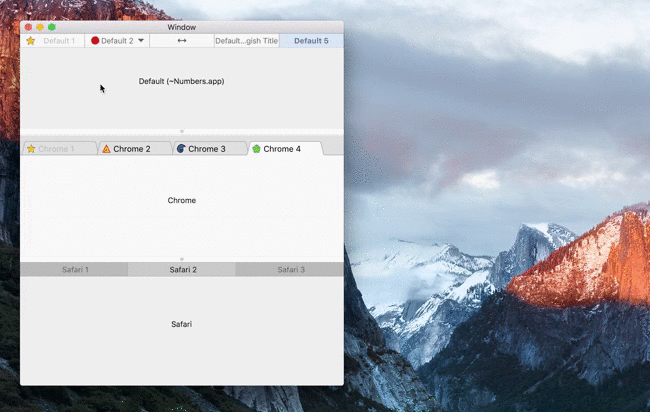 Window
Default 1 Default 2 Default...gish Title Default 5
Default (~Numbers.app)
Chrome 1 Chrome 2 Chrome 3 Chrome 4
Chrome
Safari 1 Safari 2 Safari 3
Safari